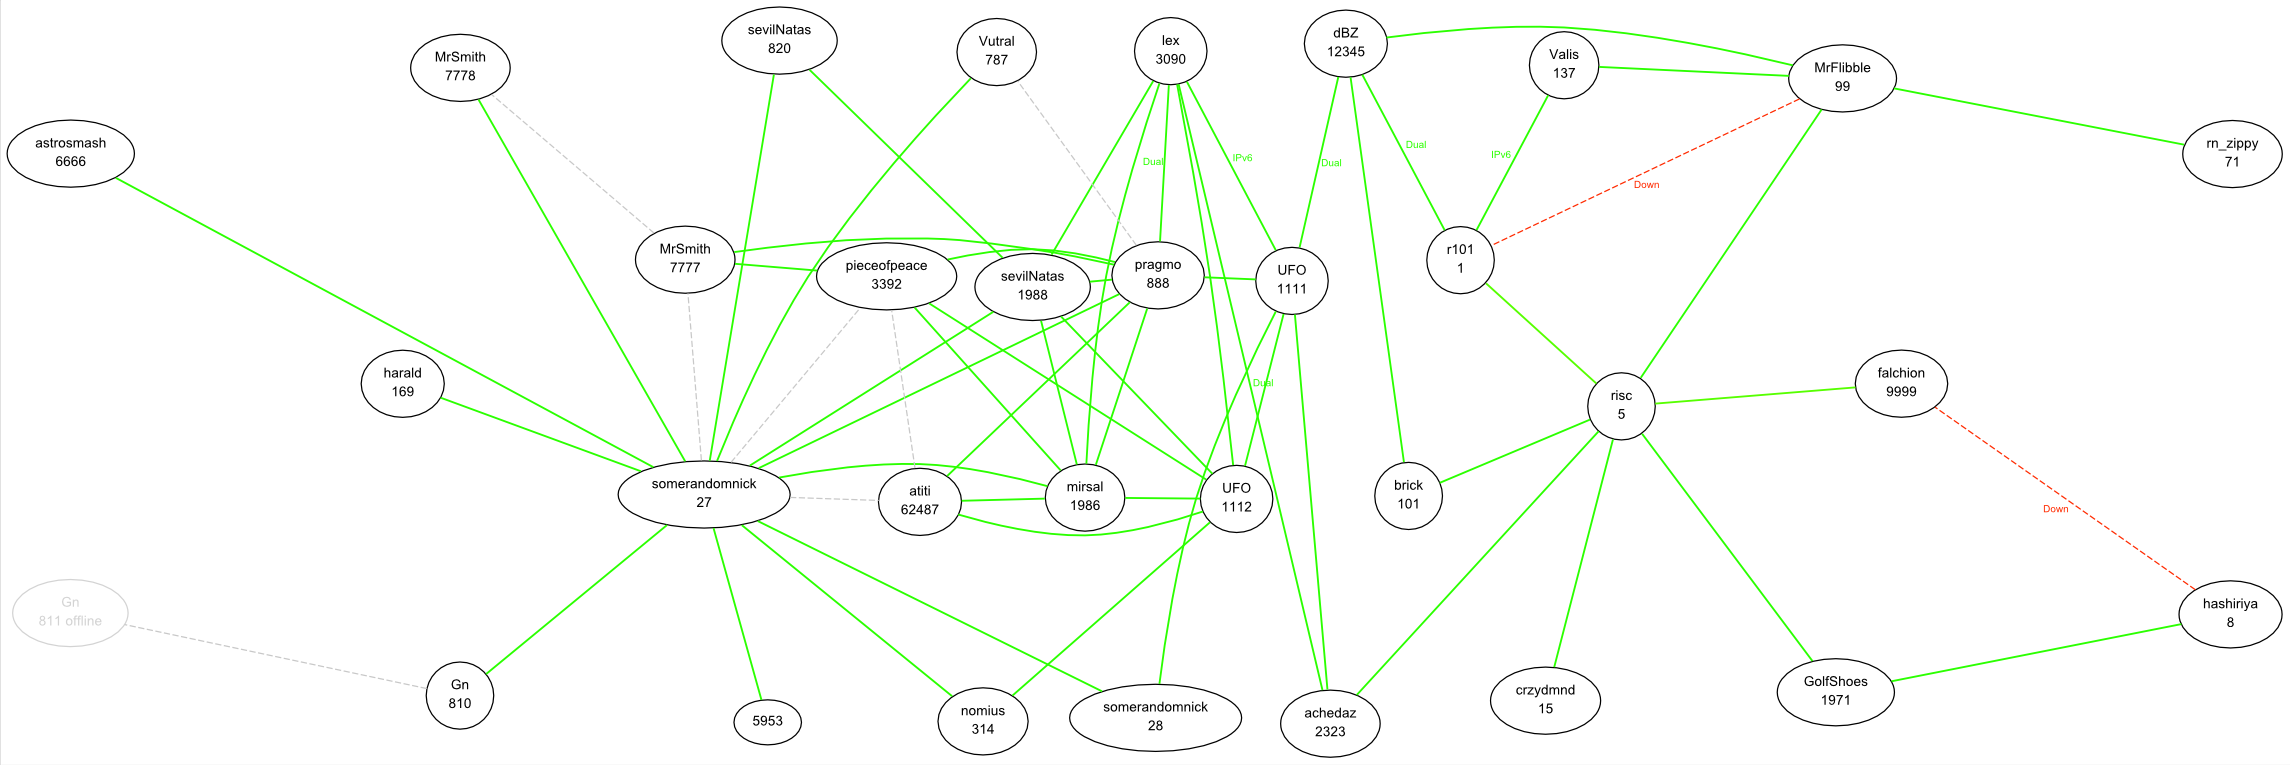 sevilNatas
820
Vutral
787
lex
3090
dBZ
12345
Valis
137
MrSmith
7778
MrFlibble
99
astrosmash
6666
rn_zippy
71
Dual
IPv6
Dual
Dual
IPv6
Down
MrSmith
7777
pieceofpeace
3392
sevilNatas
1988
pragmo
888
UFO
1111
r101
1
harald
169
Dual
risc
5
falchion
9999
somerandomnick
27
atiti
62487
mirsal
1986
UFO
1112
brick
101
Down
Gn
811 offline
hashiriya
8
Gn
810
5953
nomius
314
somerandomnick
28
achedaz
2323
crzydmnd
15
GolfShoes
1971